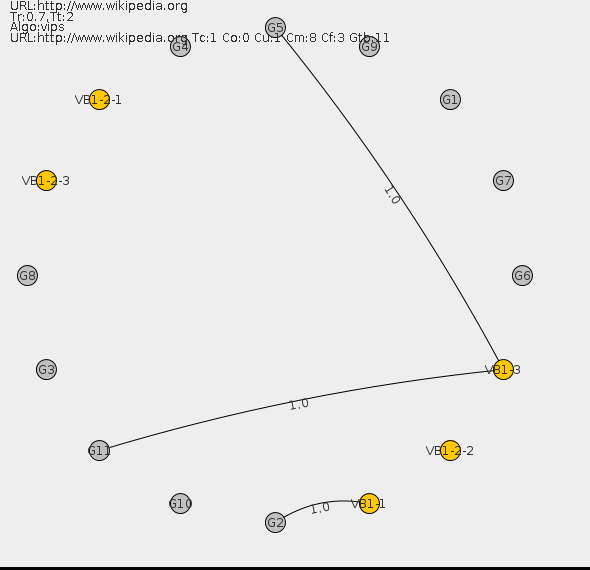 URL:http://www.wikipedia.org
Tr:0.7,Tt:2
Algo:vips
URL:http://www.wikipedia.org Tc:1 Co:0 Cu:1 Cm:8 Cf:3 Gtb:11
G5
G4
G9
VB1-2-1
G1
VB1-2-3
G7
1.0
G8
G6
G3
VB1-3
1.0
G11
VB1-2-2
G10
VB1-1
1.0
G2